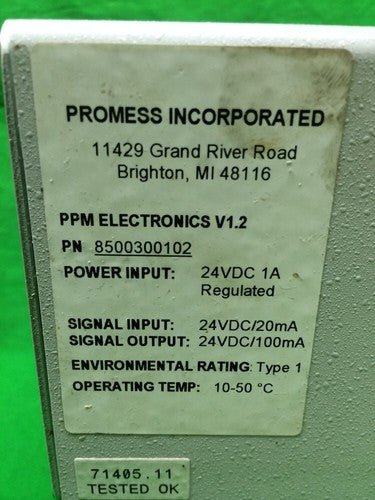 PROMESS INCORPORATED
11429 Grand River Road
Brighton, MI 48116
PPM ELECTRONICS V1.2
PN 8500300102
POWER INPUT: 24VDC 1A
Regulated
SIGNAL INPUT: 24VDC/20mA
SIGNAL OUTPUT: 24VDC/100mA
ENVIRONMENTAL RATING: Type 1
OPERATING TEMP: 10-50 °C
71405.11
TESTED OK